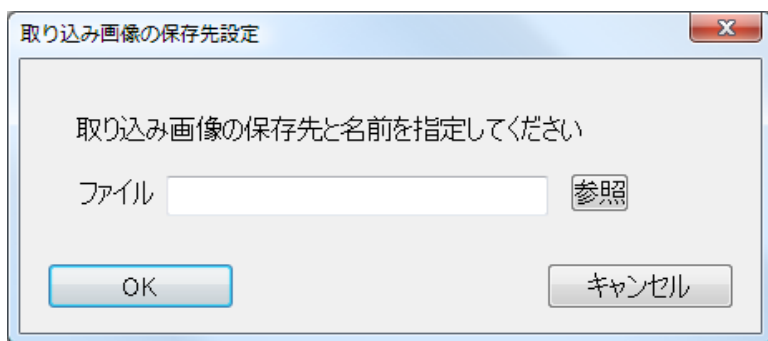 取り込み画像の保存先設定
取り込み画像の保存先と名前を指定してください
ファイル 参照
OK キャンセル